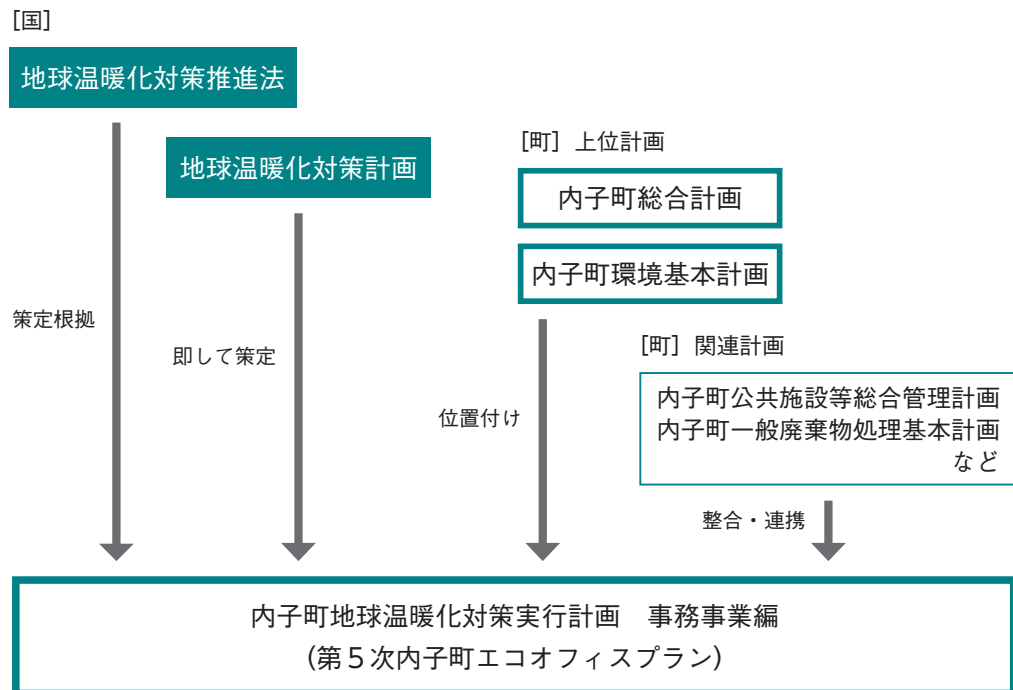 [国]
地球温暖化対策推進法
地球温暖化対策計画
[町] 上位計画
内子町総合計画
内子町環境基本計画
策定根拠
即して策定
位置付け
[町] 関連計画
内子町公共施設等総合管理計画
内子町一般廃棄物処理基本計画
など
整合・連携
内子町地球温暖化対策実行計画　事務事業編
(第５次内子町エコオフィスプラン)